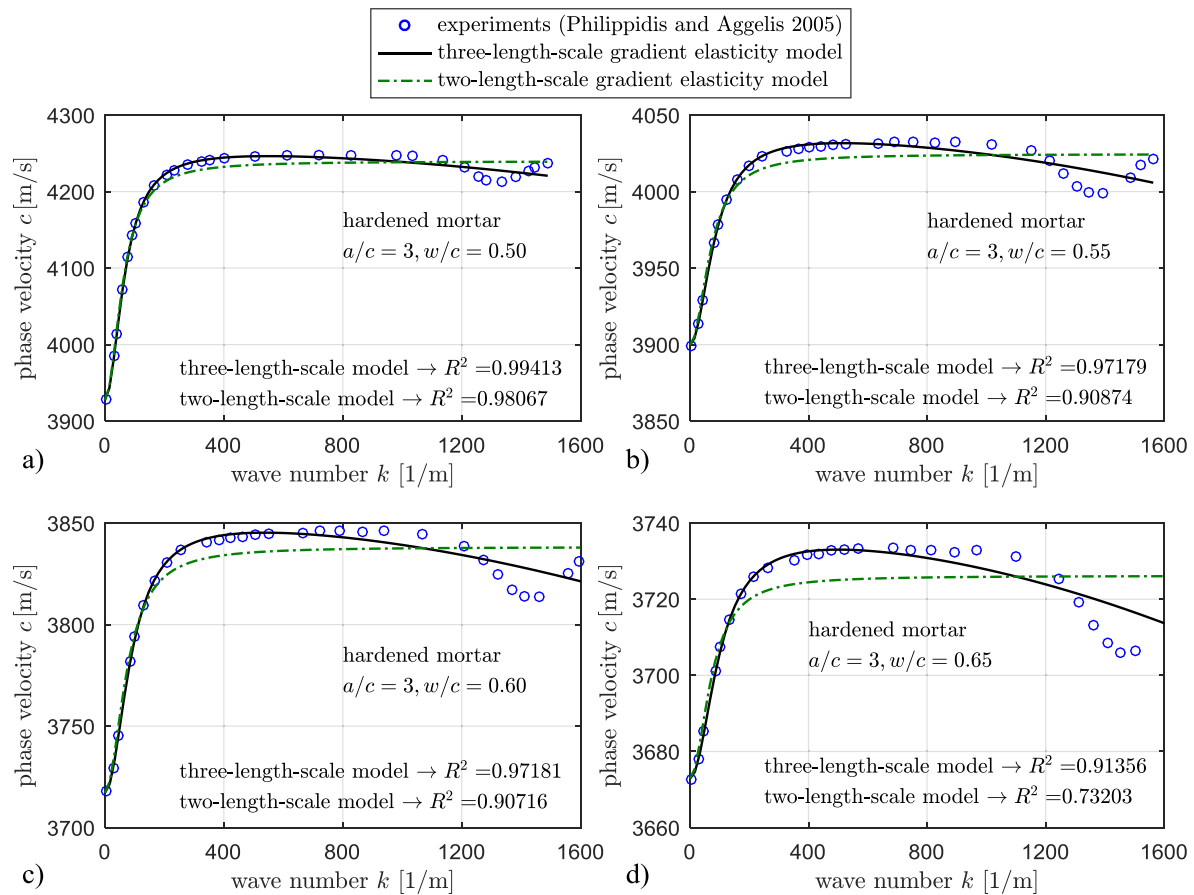 experiments (Philippidis and Aggelis 2005)
three-length-scale gradient elasticity model
two-length-scale gradient elasticity model
4300
4200
4100
4000
3900
0 400 800 1200 1600
phase velocity c [m/s]
wave number k [1/m]
hardened mortar
a/c = 3, w/c = 0.50
three-length-scale model → R² =0.99413
two-length-scale model → R² =0.98067
a)
4050
4000
3950
3900
3850
0 400 800 1200 1600
phase velocity c [m/s]
wave number k [1/m]
hardened mortar
a/c = 3, w/c = 0.55
three-length-scale model → R² =0.97179
two-length-scale model → R² =0.90874
b)
3850
3800
3750
3700
0 400 800 1200 1600
phase velocity c [m/s]
wave number k [1/m]
hardened mortar
a/c = 3, w/c = 0.60
three-length-scale model → R² =0.97181
two-length-scale model → R² =0.90716
c)
3740
3720
3700
3680
3660
0 400 800 1200 1600
phase velocity c [m/s]
wave number k [1/m]
hardened mortar
a/c = 3, w/c = 0.65
three-length-scale model → R² =0.91356
two-length-scale model → R² =0.73203
d)